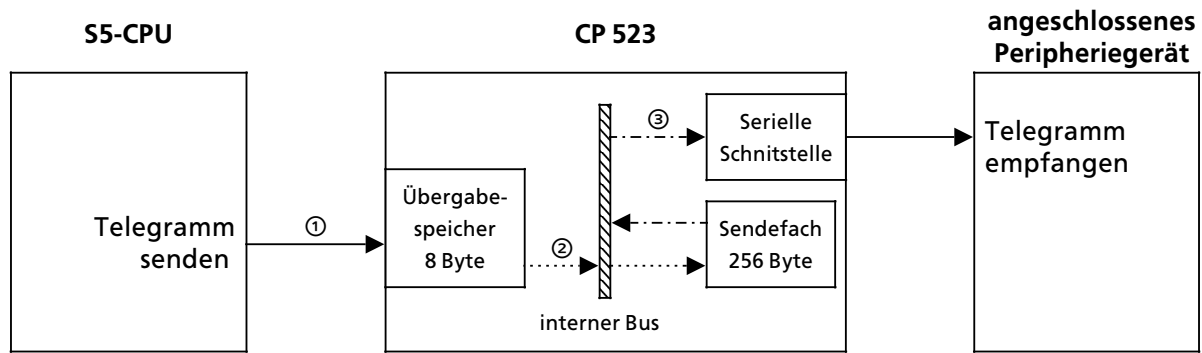 S5-CPU
CP 523
angeschlossenes
Peripheriegerät
Telegramm
senden
①
Übergabe-
speicher
8 Byte
②
interner Bus
③
Serielle
Schnitstelle
Sendefach
256 Byte
Telegramm
empfangen